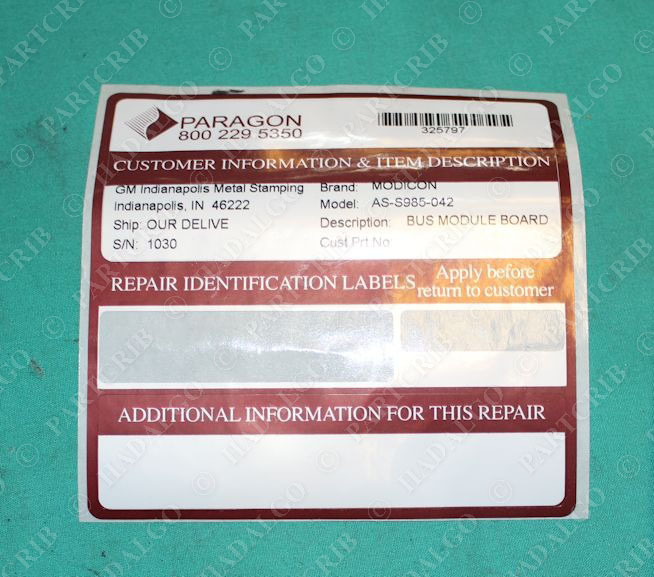 PARAGON
800 229 5350
325797
CUSTOMER INFORMATION & ITEM DESCRIPTION
GM Indianapolis Metal Stamping
Indianapolis, IN 46222
Ship: OUR DELIVE
S/N: 1030
Brand: MODICON
Model: AS-S985-042
Description: BUS MODULE BOARD
Cust Prt No
REPAIR IDENTIFICATION LABELS
Apply before
return to customer
ADDITIONAL INFORMATION FOR THIS REPAIR
© PARTCRIB
© HADALGO